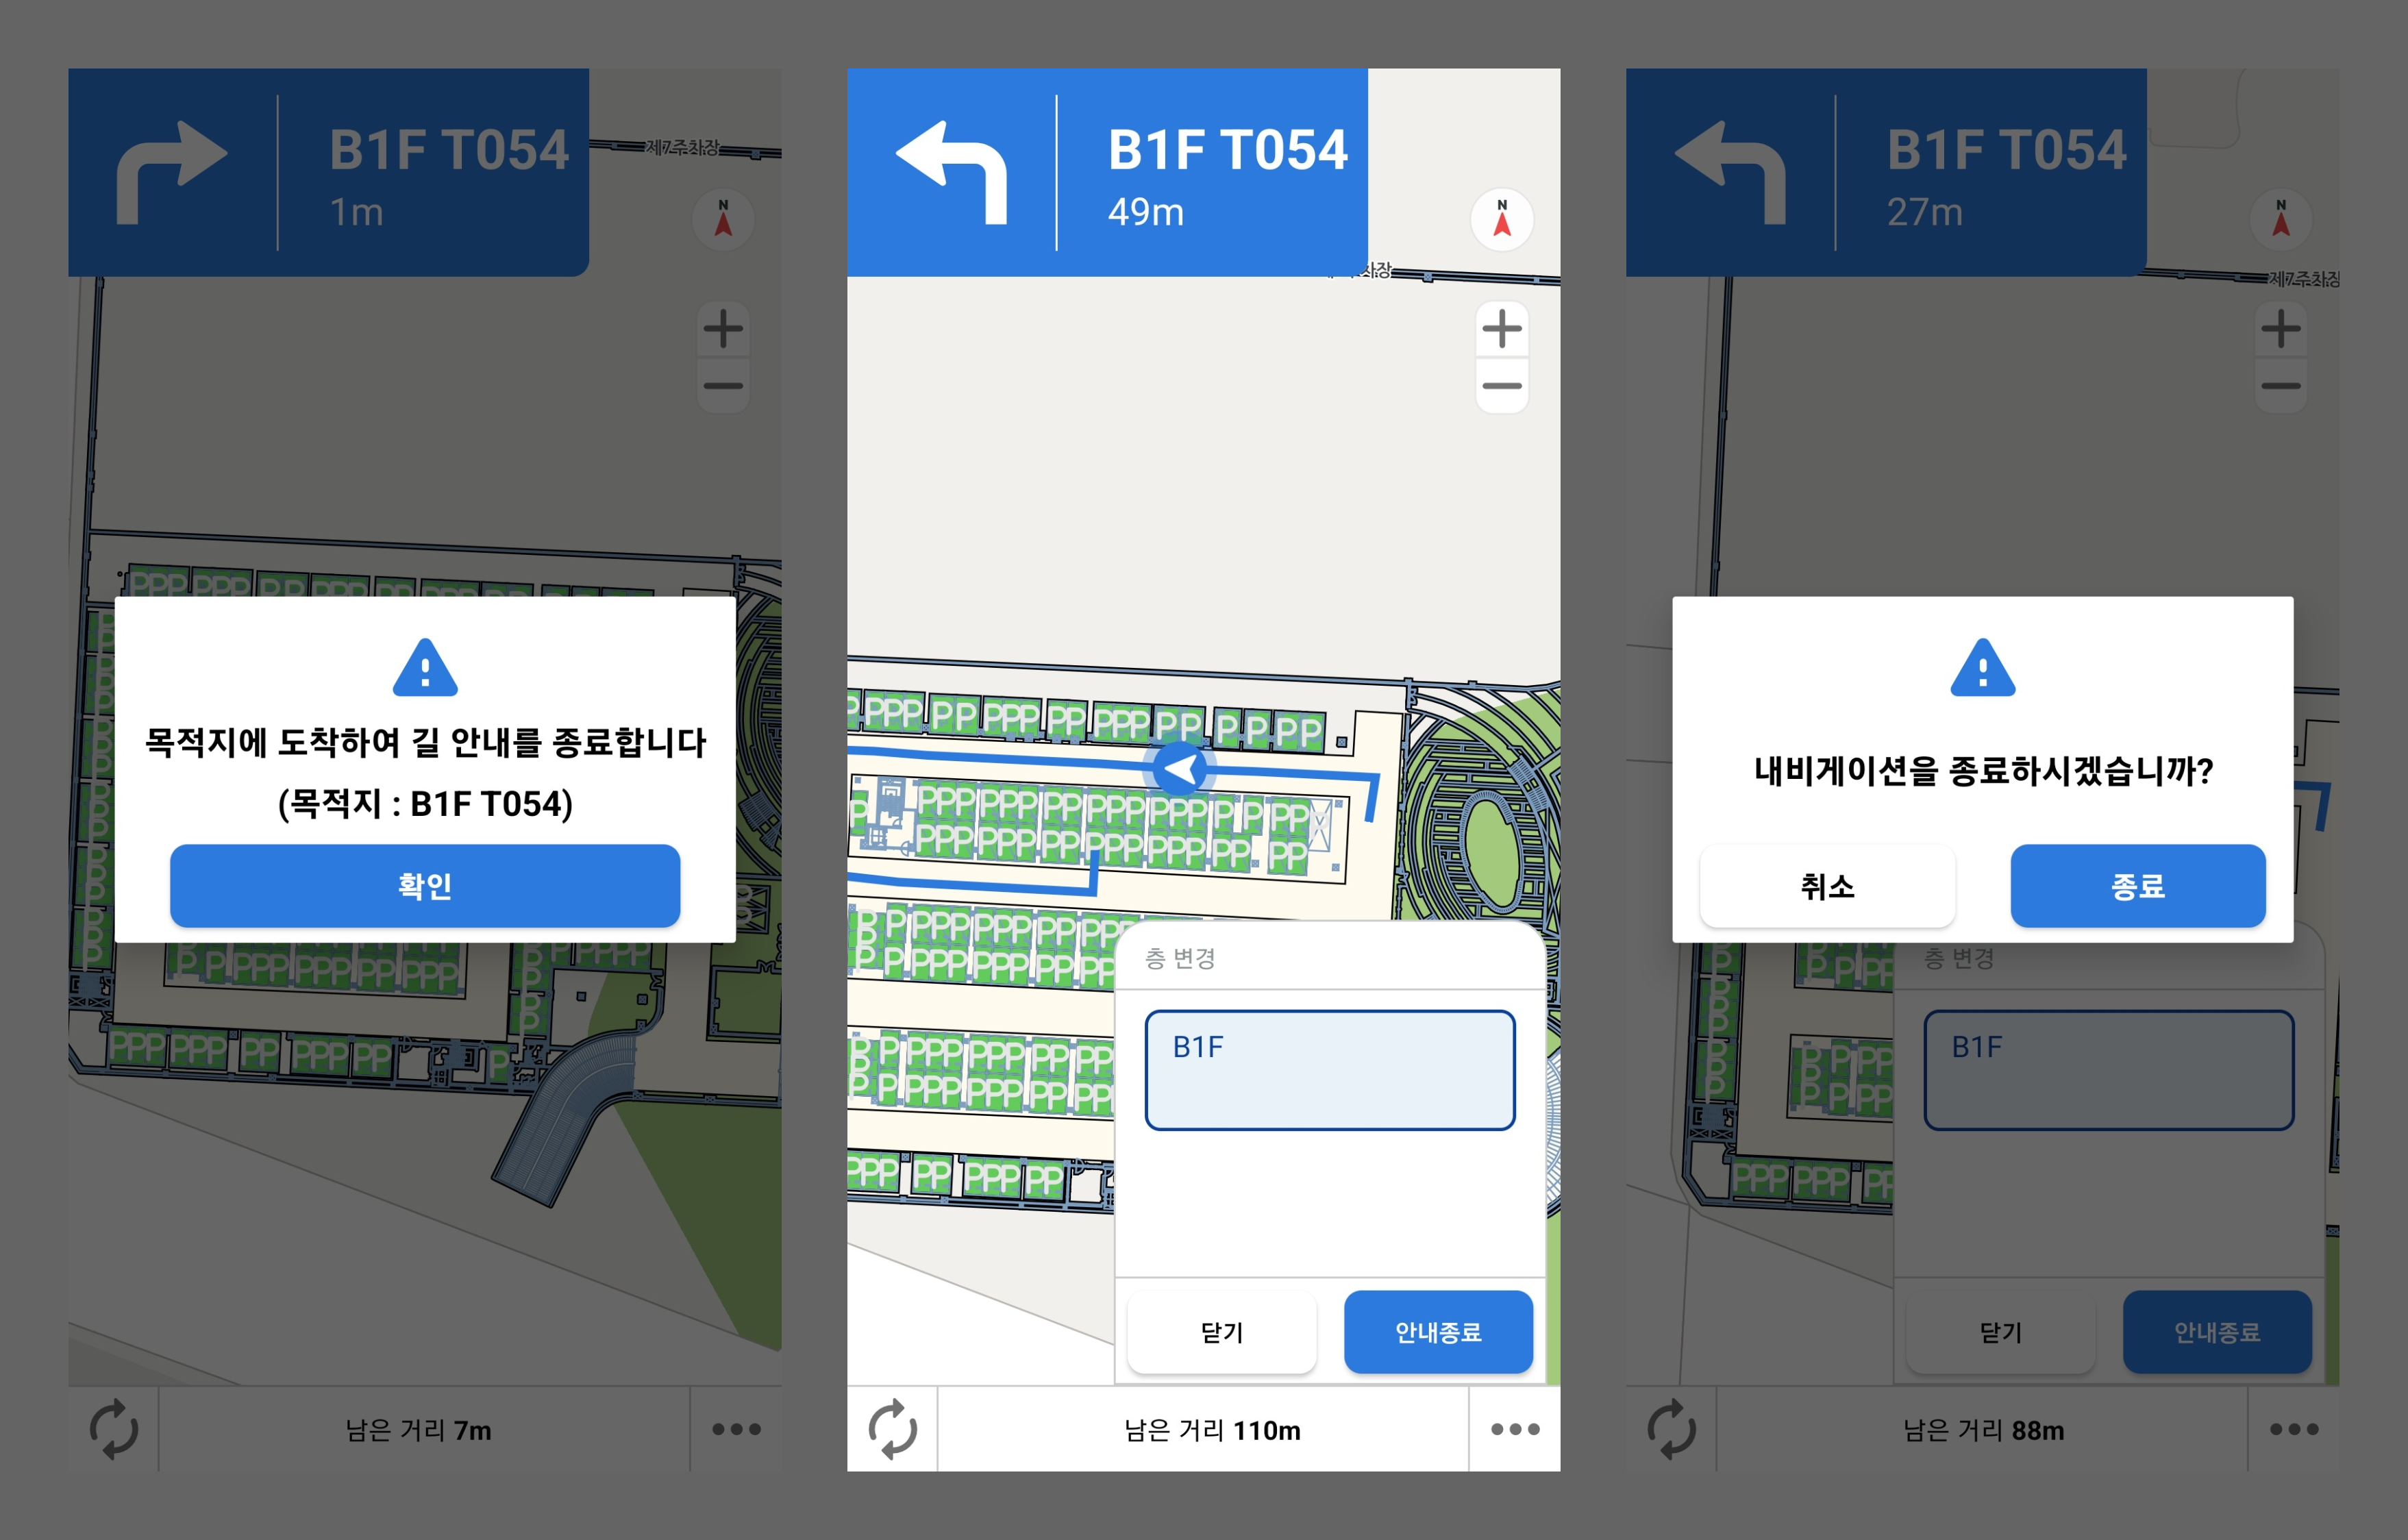 B1F T054
1m
제7주차장
N
목적지에 도착하여 길 안내를 종료합니다
(목적지 : B1F T054)
확인
남은 거리 7m
B1F T054
49m
N
차장
층 변경
B1F
닫기
안내종료
남은 거리 110m
B1F T054
27m
N
제7주차장
내비게이션을 종료하시겠습니까?
취소
종료
층 변경
B1F
닫기
안내종료
남은 거리 88m